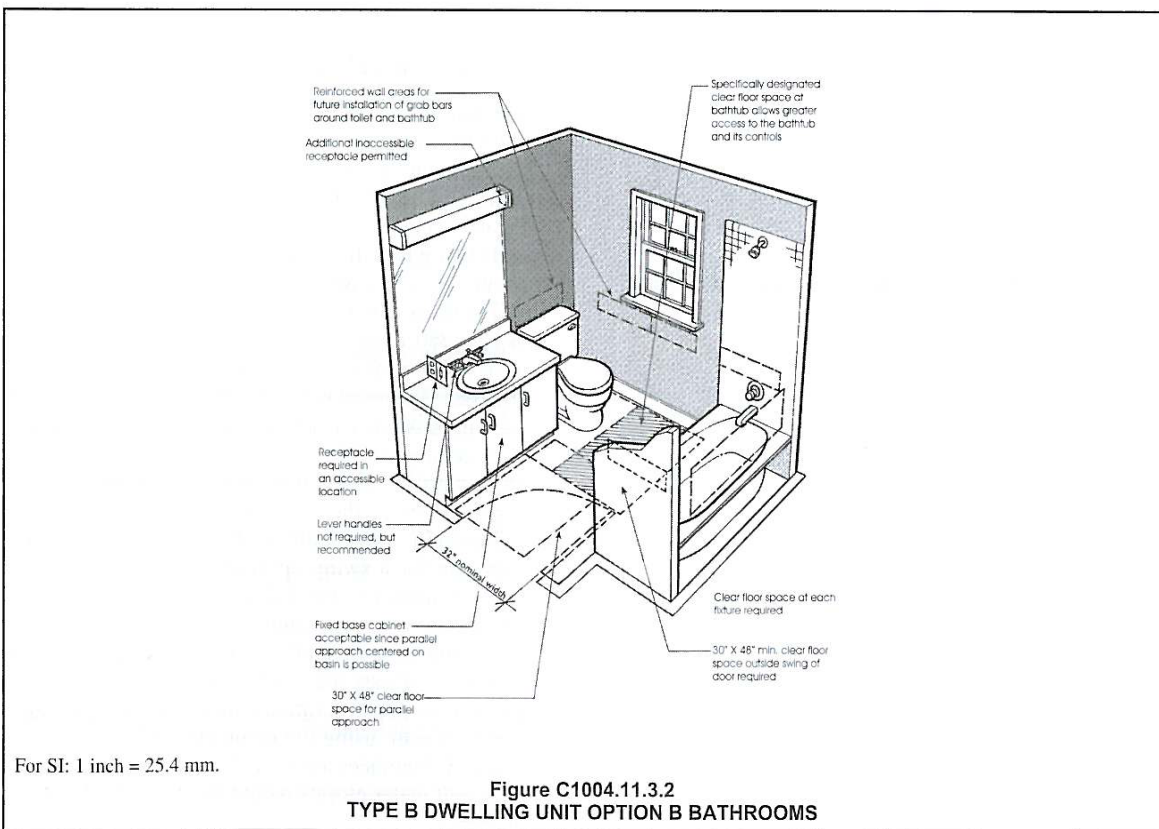 Reinforced wall areas for
future installation of grab bars
around toilet and bathtub
Additional inaccessible
receptacle permitted
Specifically designated
clear floor space at
bathtub allows greater
access to the bathtub
and its controls
Receptacle
required in
an accessible
location
Lever handles
not required, but
recommended
32" nominal width
Fixed base cabinet
acceptable since parallel
approach centered on
basin is possible
30" X 48" clear floor
space for parallel
approach
Clear floor space at each
fixture required
30" X 48" min. clear floor
space outside swing of
door required
For SI: 1 inch = 25.4 mm.
Figure C1004.11.3.2
TYPE B DWELLING UNIT OPTION B BATHROOMS